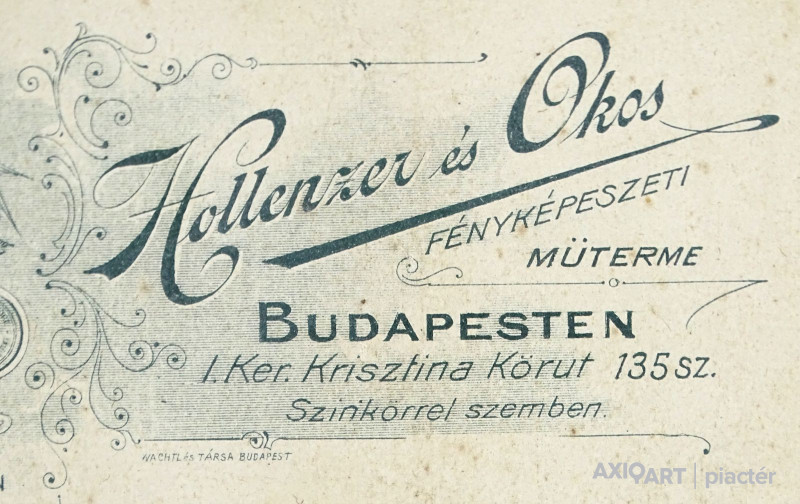 Hollenzer és Okos
FÉNYKÉPESZETI
MÜTERME
BUDAPESTEN
I. Ker. Krisztina Körut 135 sz.
Szinkörrel szemben.
WACHTL és TÁRSA BUDAPEST
AXIOART | piactér